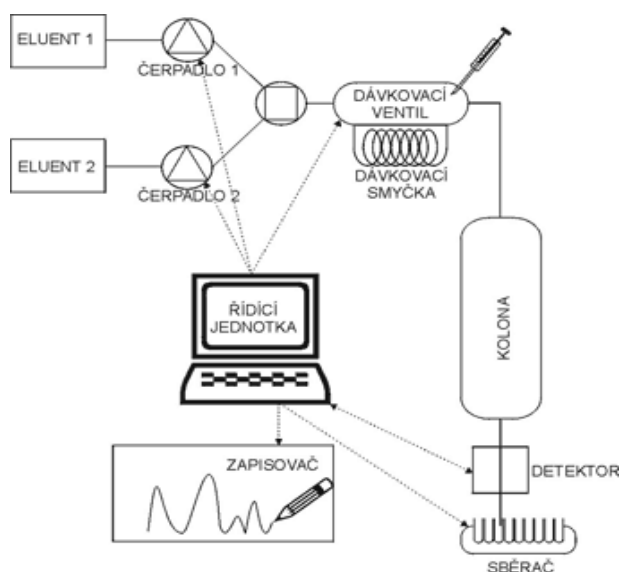 ELUENT 1
ČERPADLO 1
DÁVKOVACÍ
VENTIL
DÁVKOVACÍ
SMYČKA
ELUENT 2
ČERPADLO 2
ŘÍDÍCÍ
JEDNOTKA
KOLONA
ZAPISOVAČ
DETEKTOR
SBĚRAČ